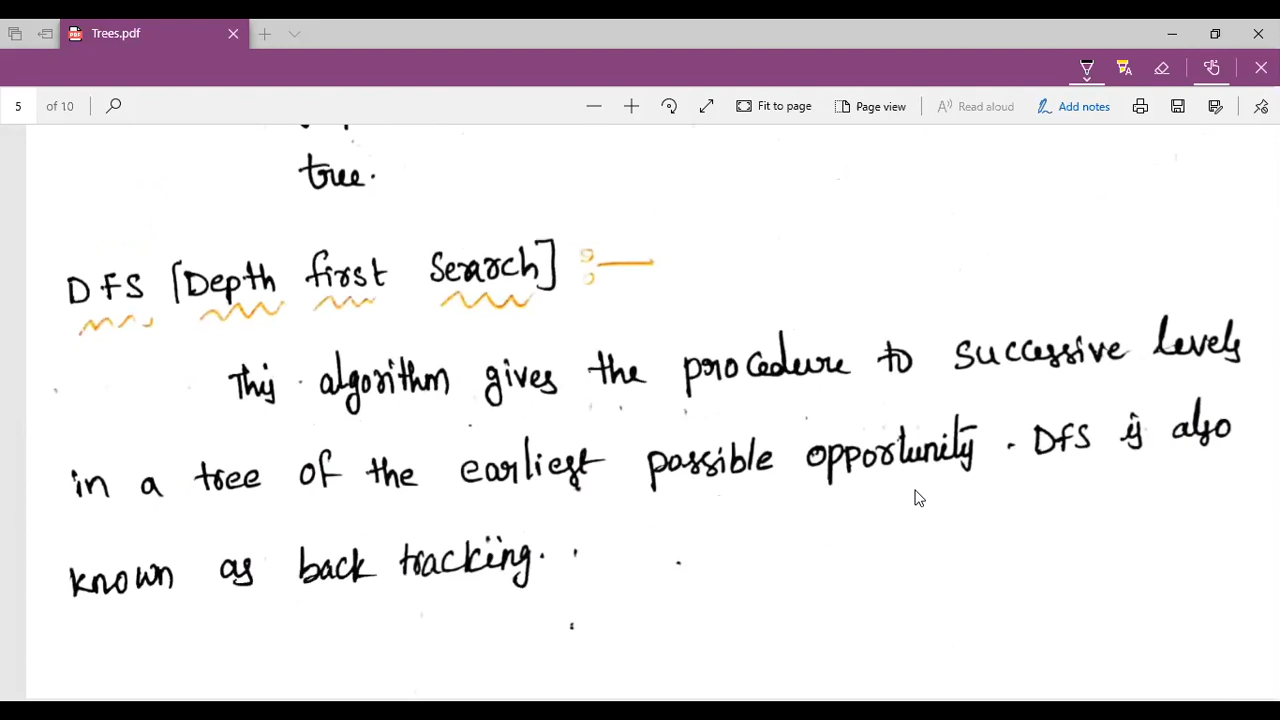 Trees.pdf
5 of 10
Fit to page
Page view
Read aloud
Add notes
tree.
DFS [Depth first Search] :-
This algorithm gives the procedure to successive levels
in a tree of the earliest possible opportunity. DFS is also
known as back tracking.